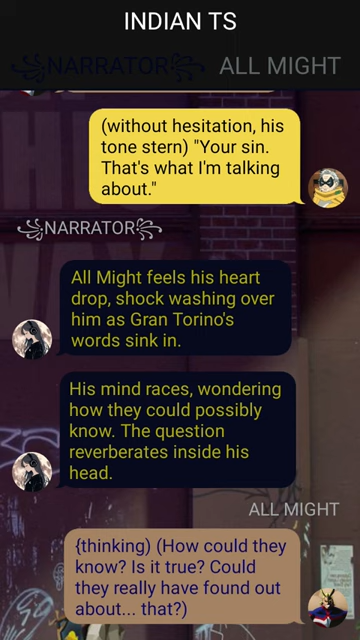 INDIAN TS
꧁NARRATOR꧂ ALL MIGHT
(without hesitation, his
tone stern) "Your sin.
That's what I'm talking
about."
꧁NARRATOR꧂
All Might feels his heart
drop, shock washing over
him as Gran Torino's
words sink in.
His mind races, wondering
how they could possibly
know. The question
reverberates inside his
head.
ALL MIGHT
{thinking) (How could they
know? Is it true? Could
they really have found out
about... that?)